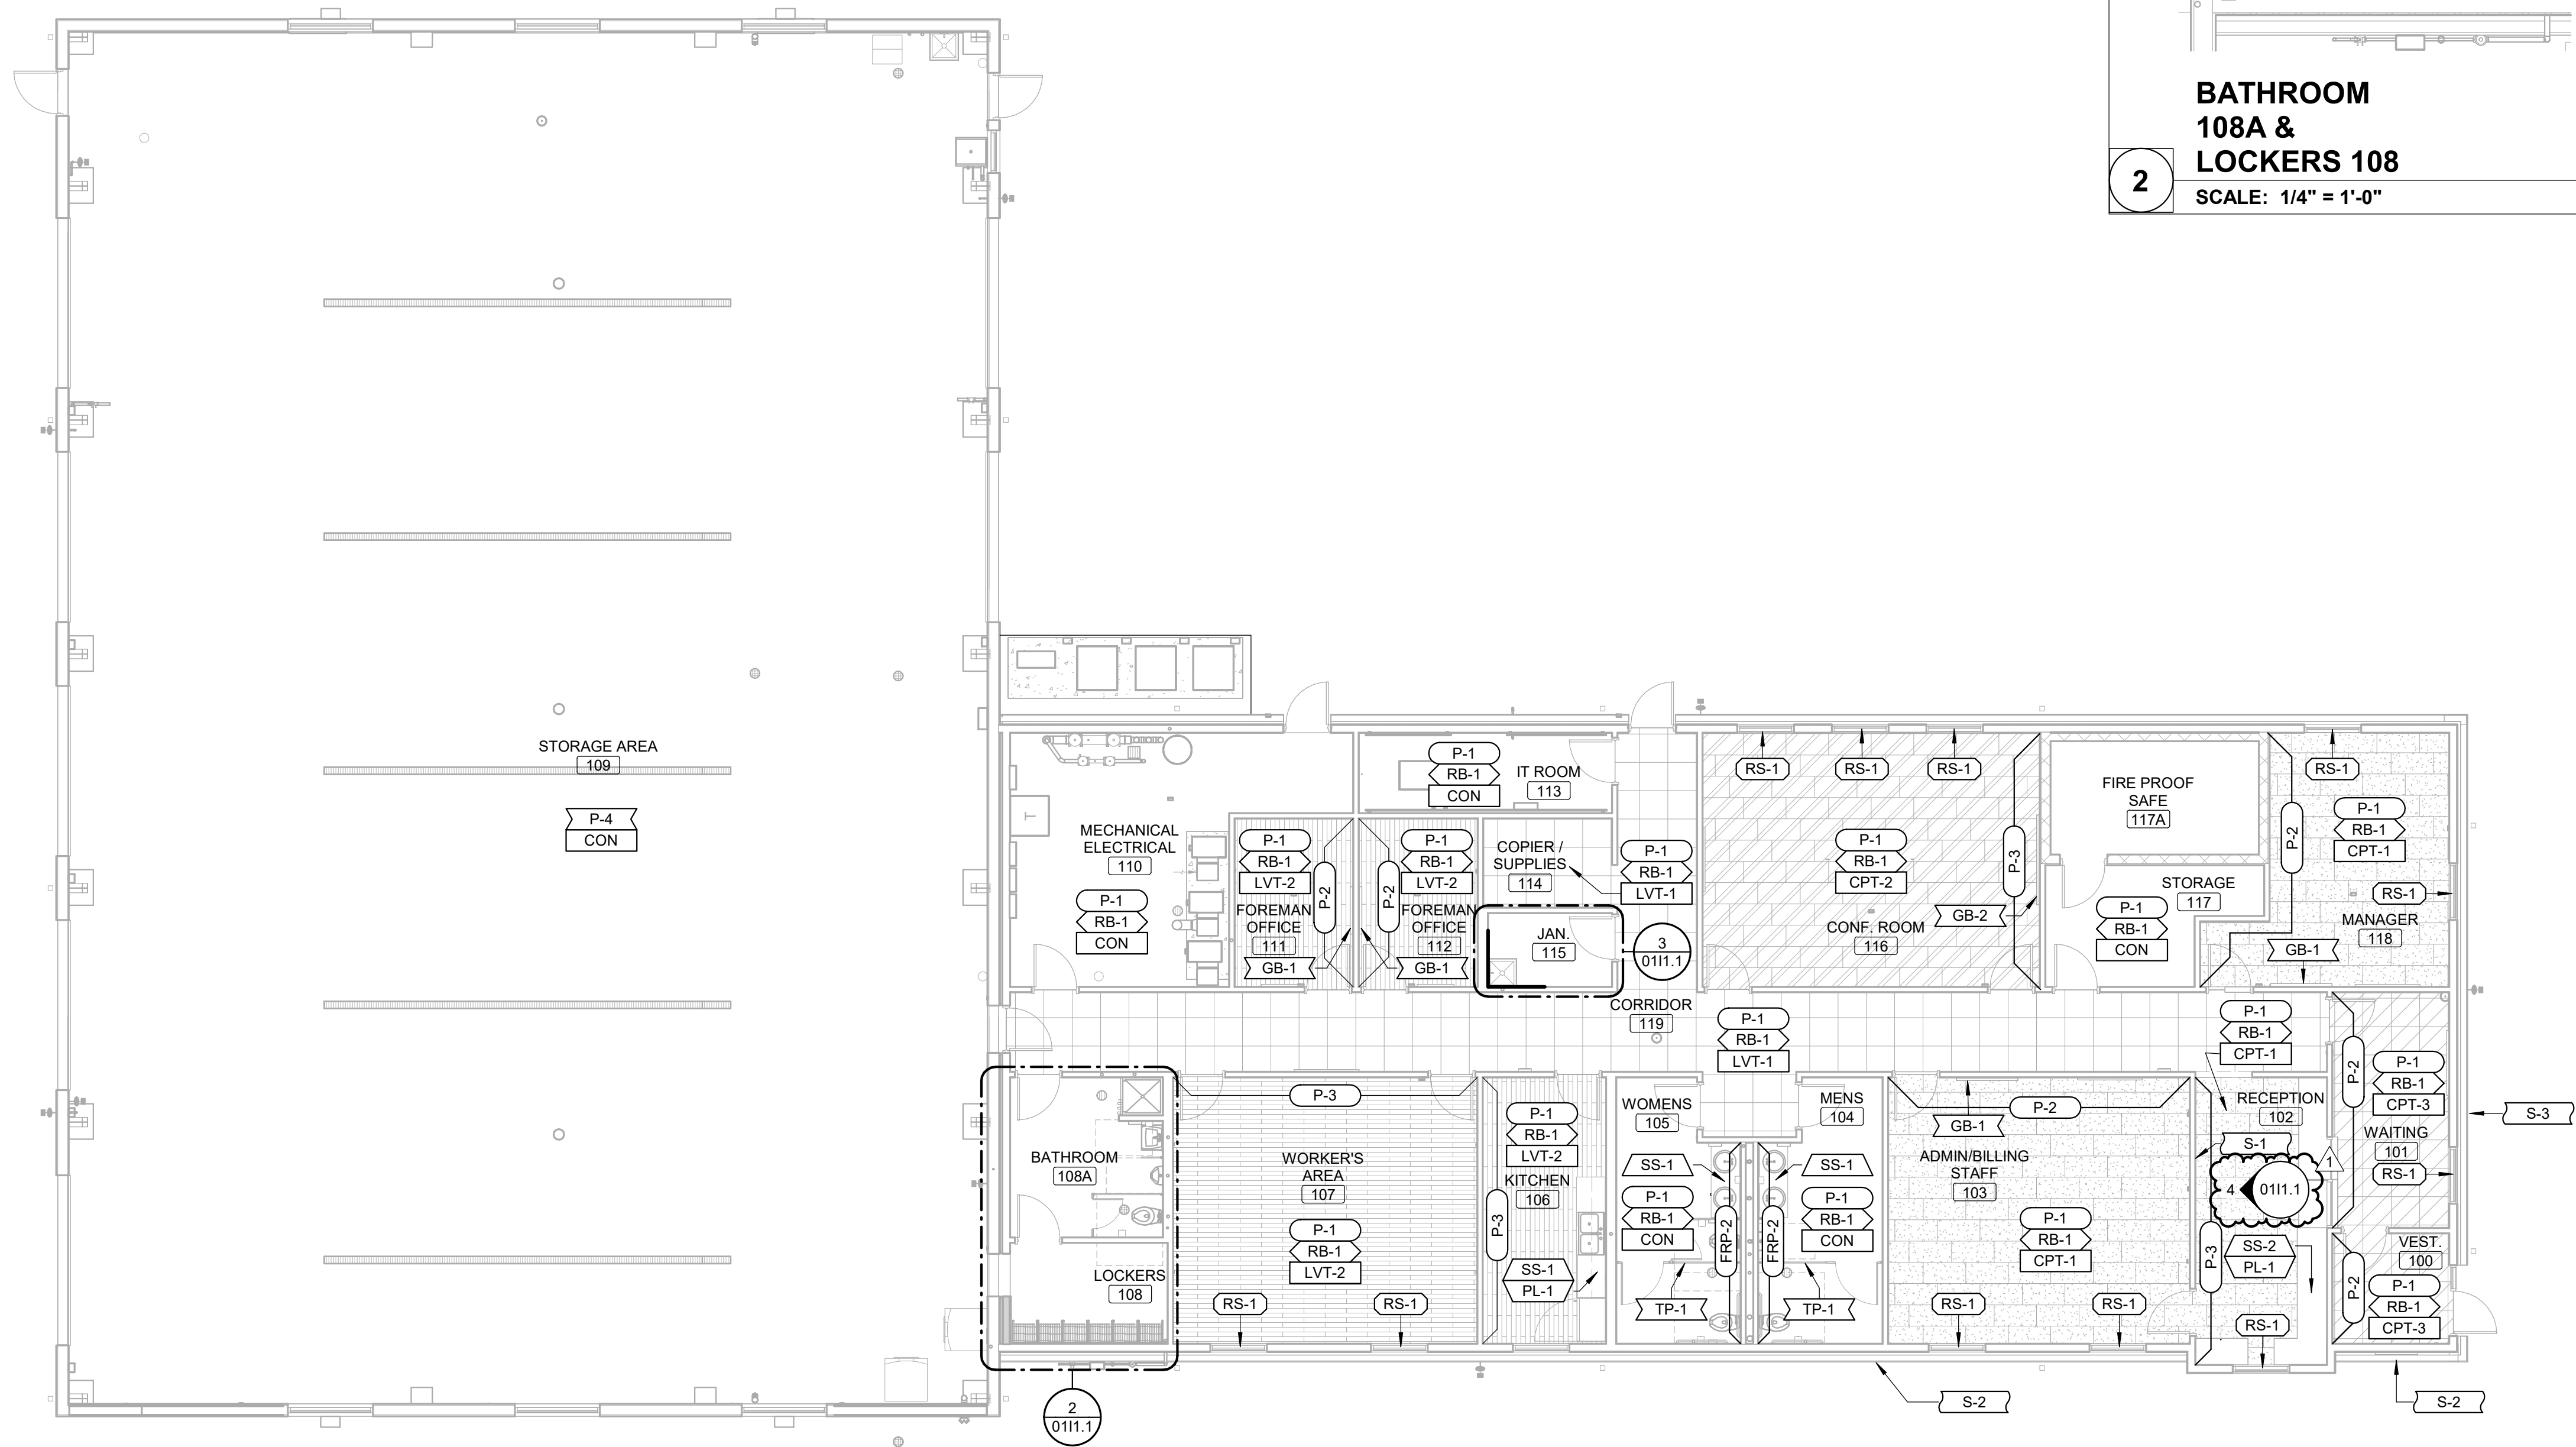 BATHROOM
108A &
LOCKERS 108
2
SCALE: 1/4" = 1'-0"
STORAGE AREA
109
P-4
CON
MECHANICAL
ELECTRICAL
110
P-1
RB-1
CON
T
P-1
RB-1
LVT-2
P-2
FOREMAN
OFFICE
111
GB-1
P-1
RB-1
LVT-2
P-2
FOREMAN
OFFICE
112
GB-1
P-1
RB-1
CON
IT ROOM
113
COPIER /
SUPPLIES
114
P-1
RB-1
LVT-1
JAN.
115
3
01I1.1
RS-1
RS-1
RS-1
P-1
RB-1
CPT-2
P-3
GB-2
CONF. ROOM
116
FIRE PROOF
SAFE
117A
STORAGE
117
P-1
RB-1
CON
RS-1
P-2
P-1
RB-1
CPT-1
RS-1
MANAGER
118
GB-1
CORRIDOR
119
P-1
RB-1
LVT-1
P-1
RB-1
CPT-1
P-2
P-1
RB-1
CPT-3
BATHROOM
108A
LOCKERS
108
2
01I1.1
P-3
WORKER'S
AREA
107
P-1
RB-1
LVT-2
RS-1
RS-1
P-1
RB-1
LVT-2
KITCHEN
106
P-3
SS-1
PL-1
WOMENS
105
SS-1
P-1
RB-1
CON
FRP-2
TP-1
MENS
104
SS-1
P-1
RB-1
CON
FRP-2
TP-1
P-2
GB-1
ADMIN/BILLING
STAFF
103
P-1
RB-1
CPT-1
RS-1
RS-1
RECEPTION
102
S-1
1
4
01I1.1
P-3
SS-2
PL-1
RS-1
WAITING
101
RS-1
VEST.
100
P-2
P-1
RB-1
CPT-3
S-3
S-2
S-2